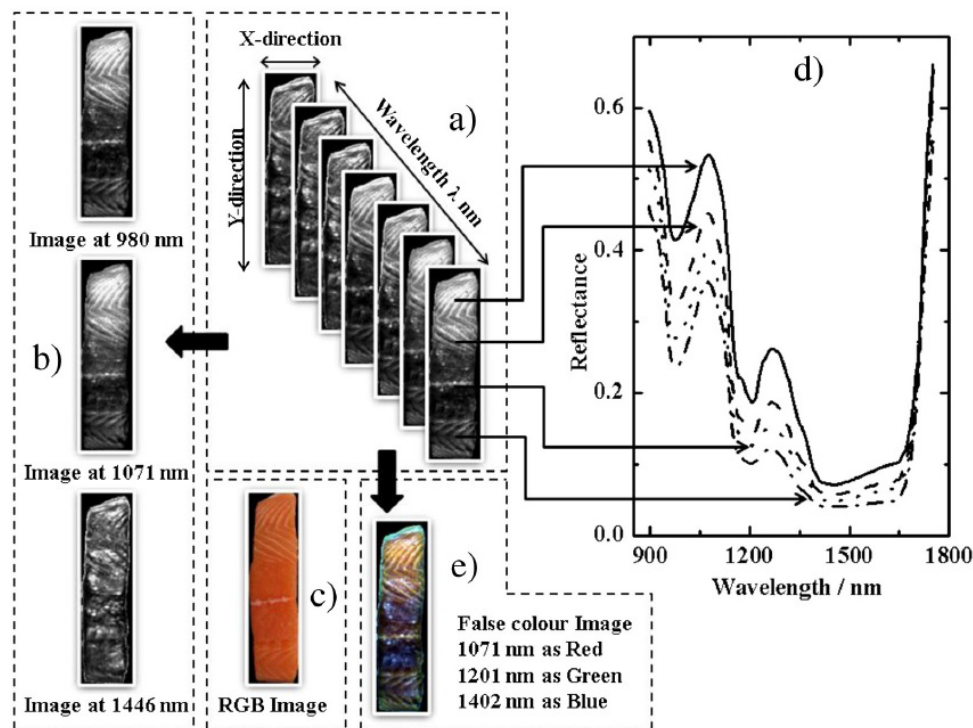 X-direction
Y-direction
Wavelength λ nm
a)
Image at 980 nm
b)
Image at 1071 nm
Image at 1446 nm
RGB Image
c)
e)
False colour Image
1071 nm as Red
1201 nm as Green
1402 nm as Blue
d)
Reflectance
0.6
0.4
0.2
0.0
900
1200
1500
1800
Wavelength / nm